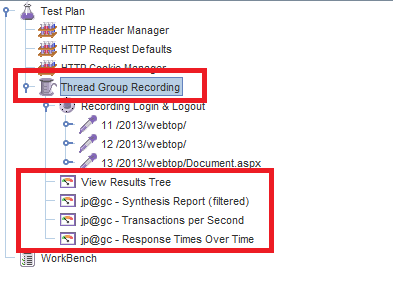 Test Plan
HTTP Header Manager
HTTP Request Defaults
HTTP Cookie Manager
Thread Group Recording
Recording Login & Logout
11 /2013/webtop/
12 /2013/webtop/
13 /2013/webtop/Document.aspx
View Results Tree
jp@gc - Synthesis Report (filtered)
jp@gc - Transactions per Second
jp@gc - Response Times Over Time
WorkBench